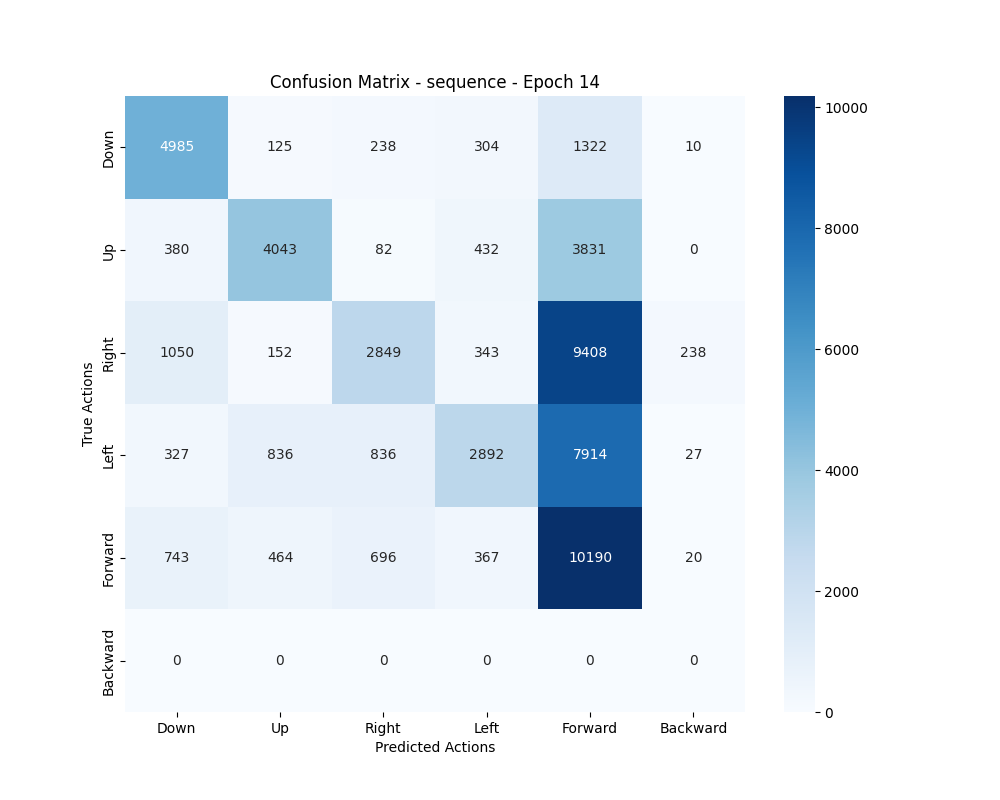 Confusion Matrix - sequence - Epoch 14
True Actions
Down 4985 125 238 304 1322 10
Up 380 4043 82 432 3831 0
Right 1050 152 2849 343 9408 238
Left 327 836 836 2892 7914 27
Forward 743 464 696 367 10190 20
Backward 0 0 0 0 0 0
Down Up Right Left Forward Backward
Predicted Actions
10000
8000
6000
4000
2000
0